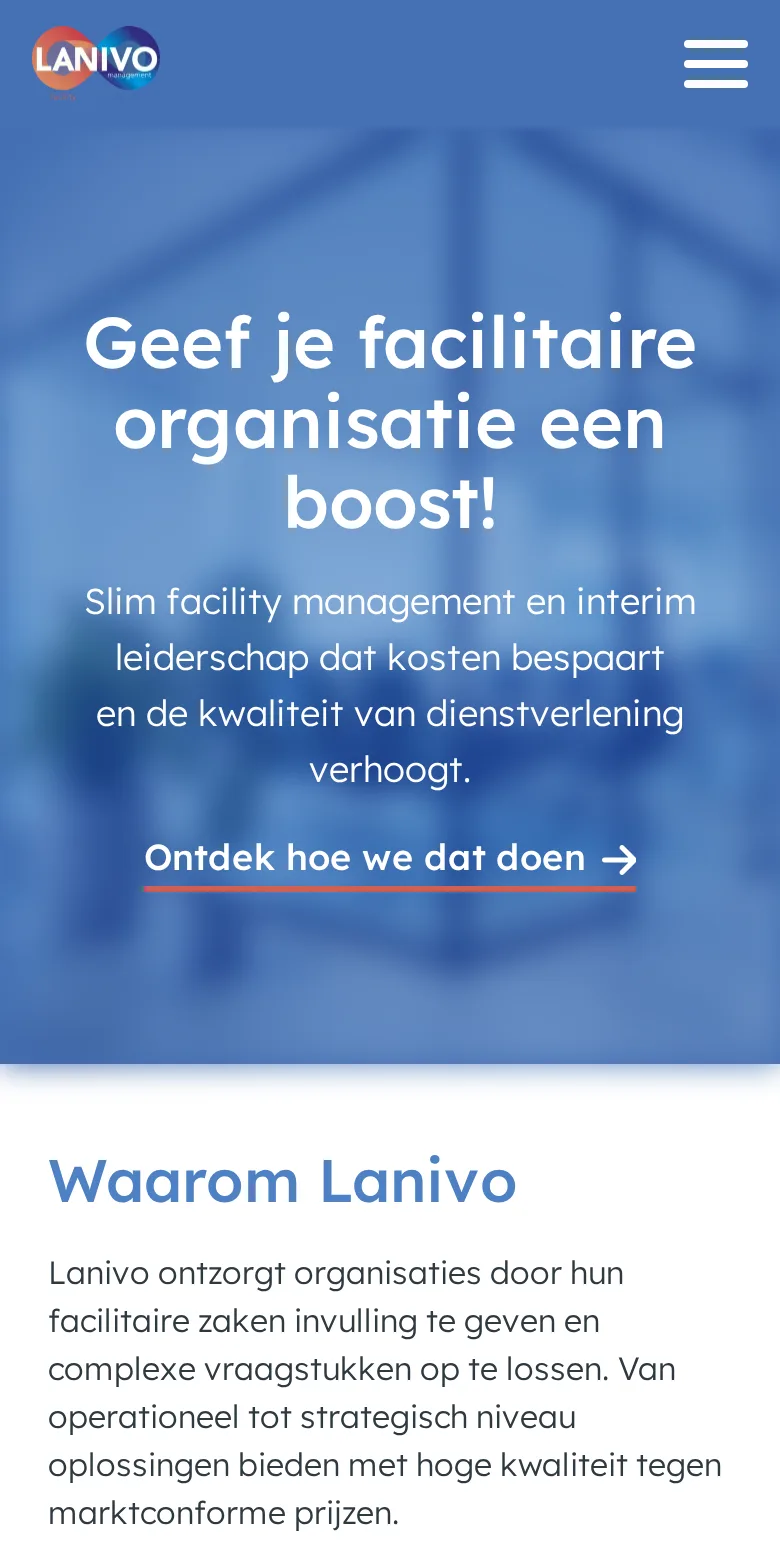 LANIVO
management
Geef je facilitaire
organisatie een
boost!
Slim facility management en interim
leiderschap dat kosten bespaart
en de kwaliteit van dienstverlening
verhoogt.
Ontdek hoe we dat doen →
Waarom Lanivo
Lanivo ontzorgt organisaties door hun
facilitaire zaken invulling te geven en
complexe vraagstukken op te lossen. Van
operationeel tot strategisch niveau
oplossingen bieden met hoge kwaliteit tegen
marktconforme prijzen.